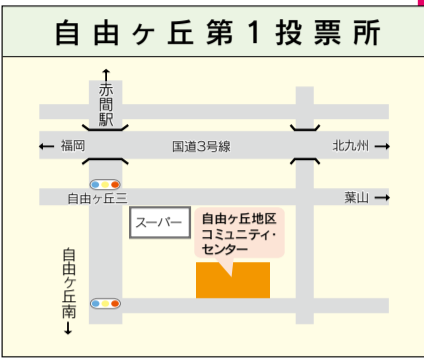 自由ヶ丘第1投票所
↑
赤間駅
← 福岡
国道3号線
北九州 →
自由ケ丘三
葉山 →
スーパー
自由ヶ丘地区
コミュニティ・
センター
自由ヶ丘南
↓